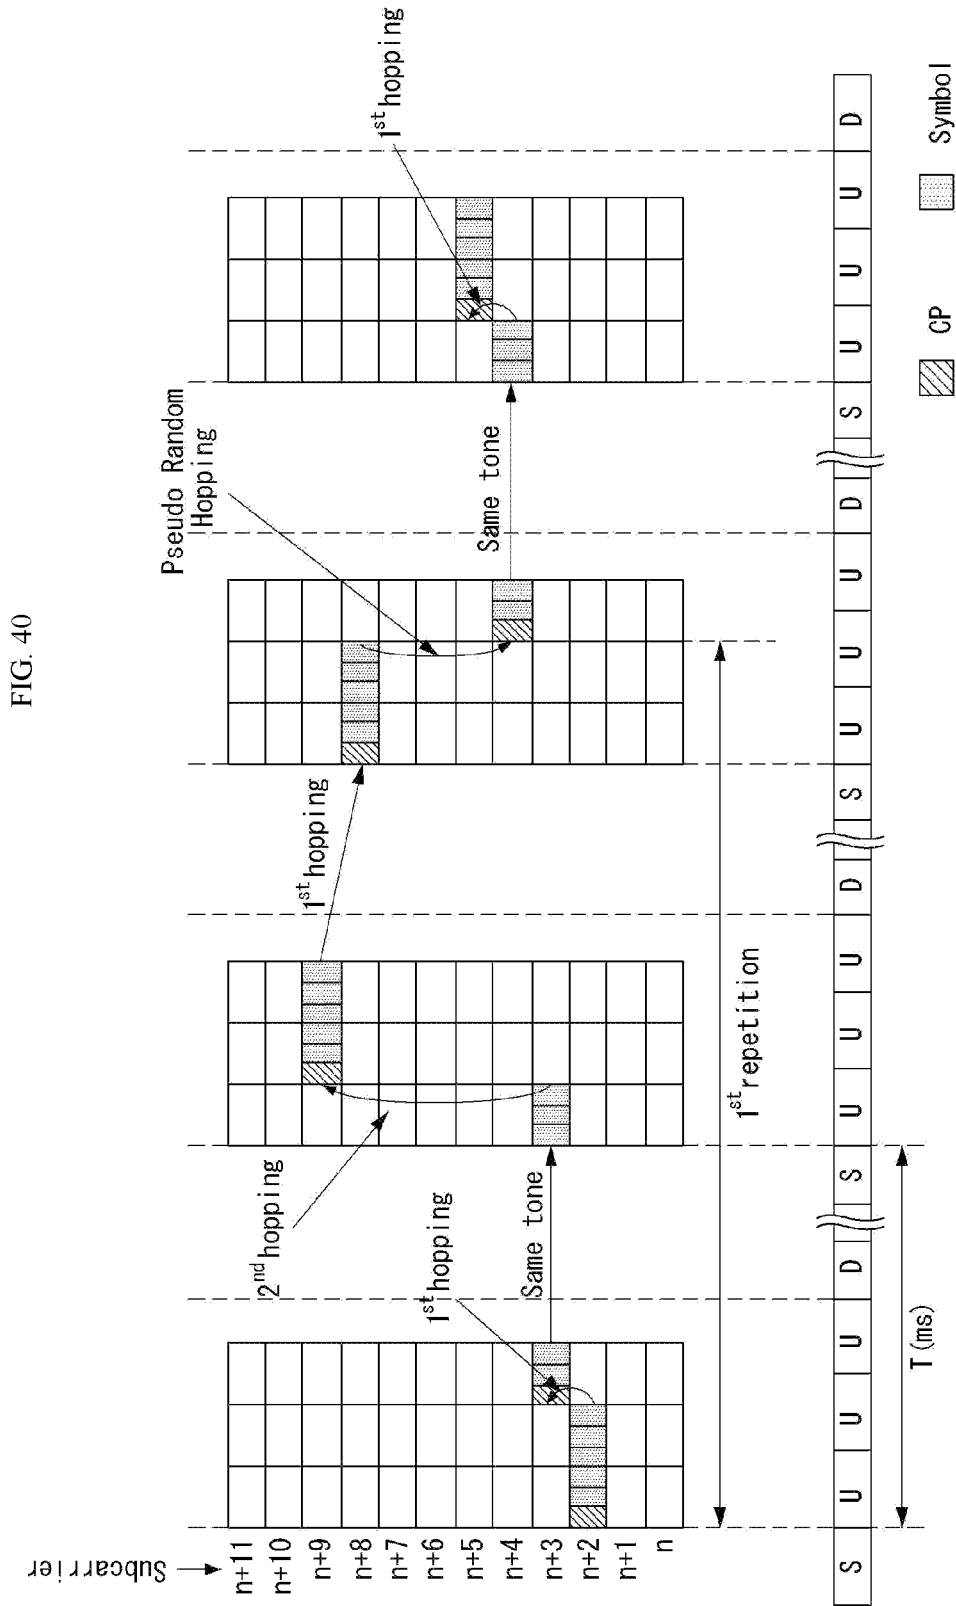 FIG. 40
Subcarrier
n+11
n+10
n+9
n+8
n+7
n+6
n+5
n+4
n+3
n+2
n+1
n
1st hopping
Same tone
2nd hopping
1st hopping
Pseudo Random
Hopping
Same tone
1st hopping
1st repetition
S U U U D S U U U D S U U U D S U U U D
T(ms)
CP
Symbol